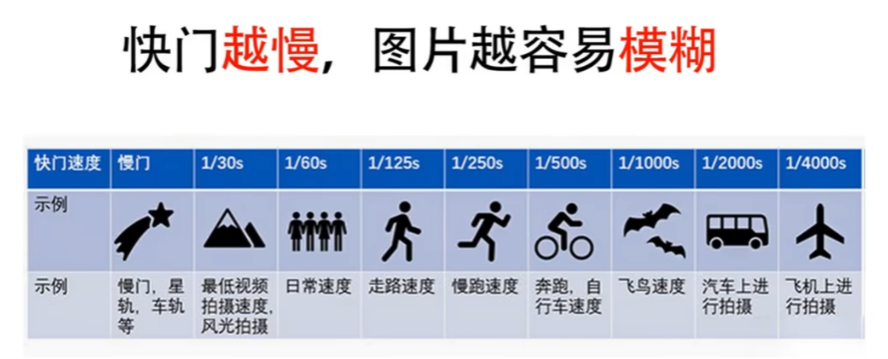 快门越慢，图片越容易模糊
快门速度 慢门 1/30s 1/60s 1/125s 1/250s 1/500s 1/1000s 1/2000s 1/4000s
示例
示例 慢门，星轨，车轨等 最低视频拍摄速度,风光拍摄 日常速度 走路速度 慢跑速度 奔跑，自行车速度 飞鸟速度 汽车上进行拍摄 飞机上进行拍摄